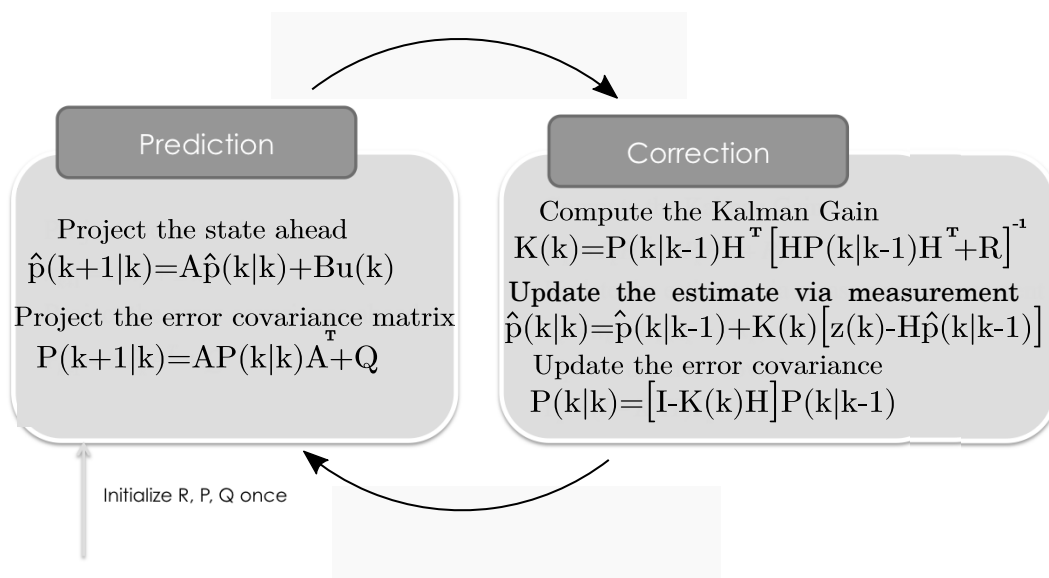 Prediction
Project the state ahead
p̂(k+1|k)=Ap̂(k|k)+Bu(k)
Project the error covariance matrix
P(k+1|k)=AP(k|k)Aᵀ+Q
Initialize R, P, Q once
Correction
Compute the Kalman Gain
K(k)=P(k|k-1)Hᵀ[HP(k|k-1)Hᵀ+R]⁻¹
Update the estimate via measurement
p̂(k|k)=p̂(k|k-1)+K(k)[z(k)-Hp̂(k|k-1)]
Update the error covariance
P(k|k)=[I-K(k)H]P(k|k-1)